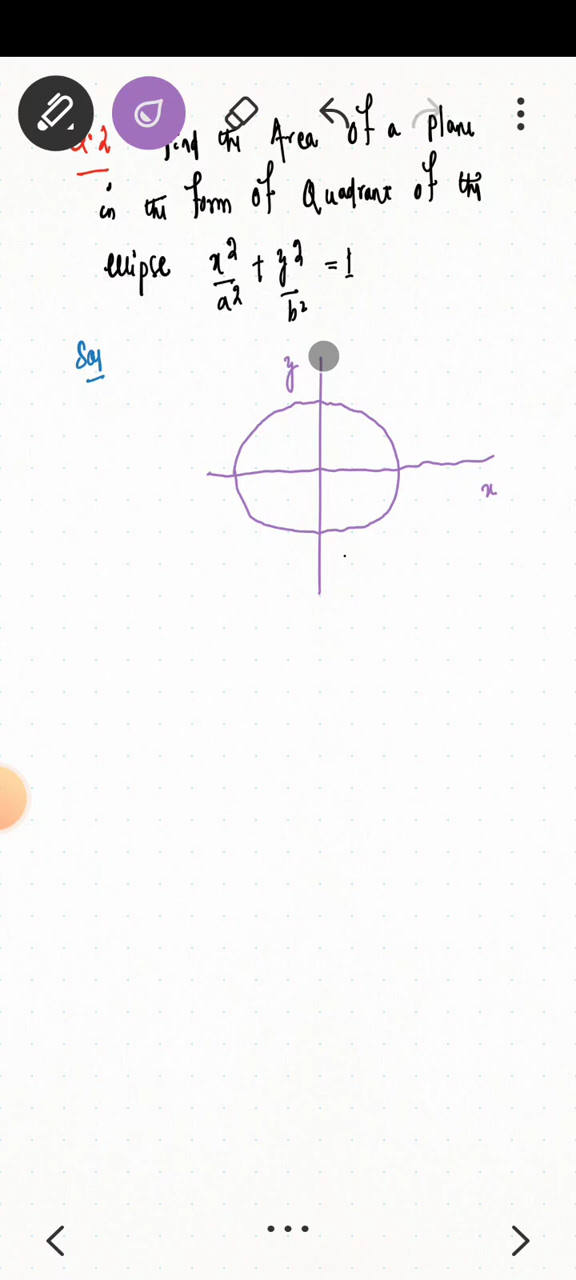 Q.2 Find the Area of a plane
in the form of Quadrant of the
ellipse x²/a² + y²/b² = 1
Sol
y
x